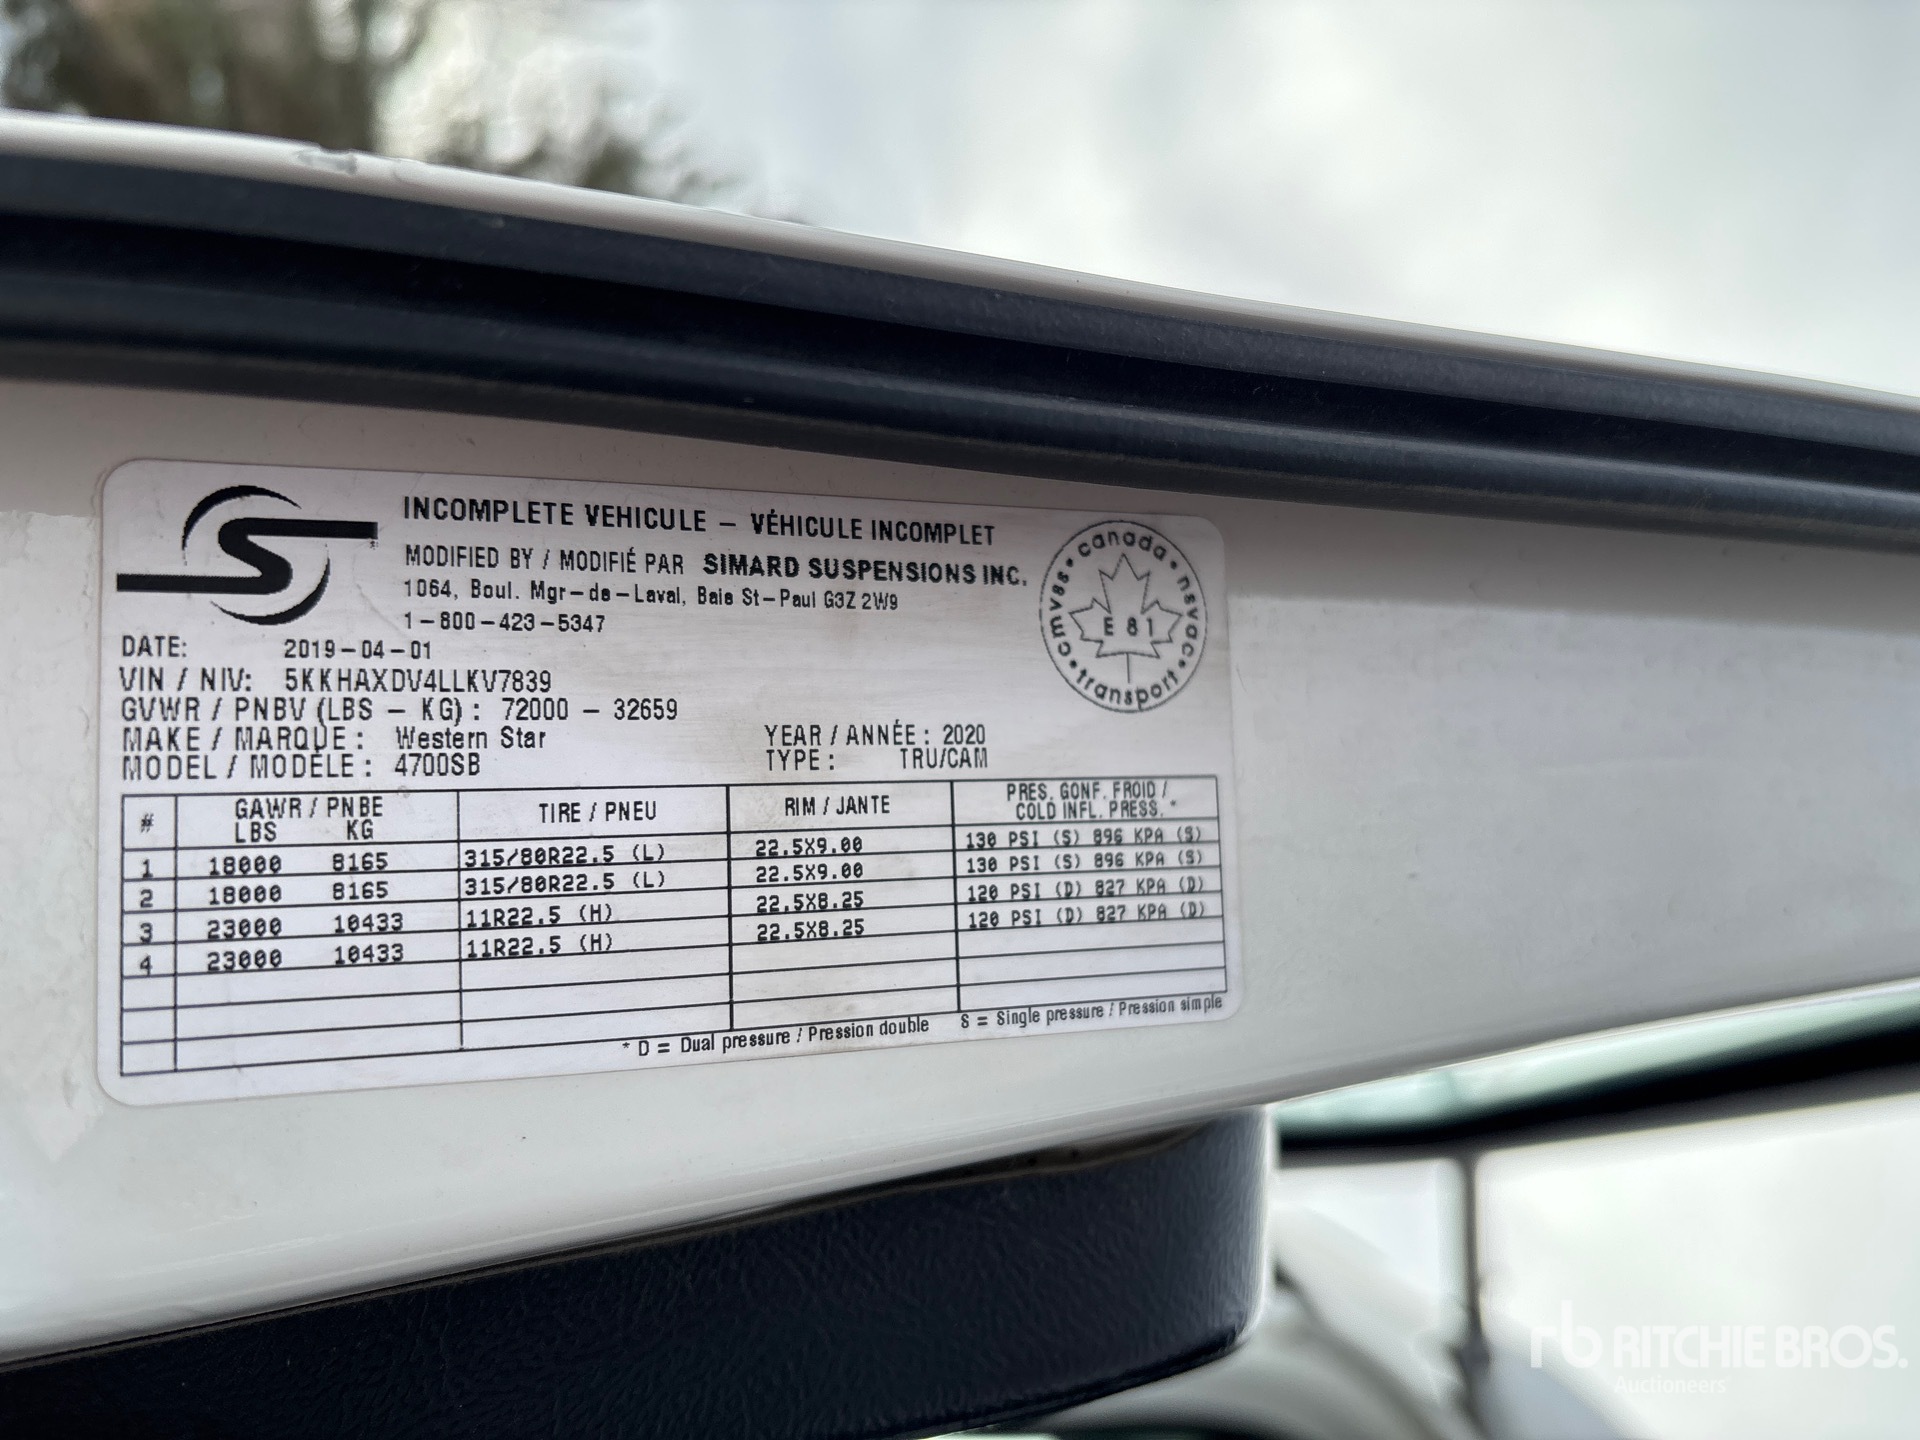 INCOMPLETE VEHICULE – VÉHICULE INCOMPLET
MODIFIED BY / MODIFIÉ PAR SIMARD SUSPENSIONS INC.
1064, Boul. Mgr-de-Laval, Baie St-Paul G3Z 2W9
1-800-423-5347
canada • nsvac • transport • cmvss •
E 81
DATE: 2019-04-01
VIN / NIV: 5KKHAXDV4LLKV7839
GVWR / PNBV (LBS – KG) : 72000 – 32659
MAKE / MARQUE : Western Star YEAR / ANNÉE : 2020
MODEL / MODÈLE : 4700SB TYPE : TRU/CAM
# GAWR / PNBE TIRE / PNEU RIM / JANTE PRES. GONF. FROID /
LBS KG COLD INFL. PRESS. *
1 18000 8165 315/80R22.5 (L) 22.5X9.00 130 PSI (S) 896 KPA (S)
2 18000 8165 315/80R22.5 (L) 22.5X9.00 130 PSI (S) 896 KPA (S)
3 23000 10433 11R22.5 (H) 22.5X8.25 120 PSI (D) 827 KPA (D)
4 23000 10433 11R22.5 (H) 22.5X8.25 120 PSI (D) 827 KPA (D)
* D = Dual pressure / Pression double S = Single pressure / Pression simple
rb RITCHIE BROS.
Auctioneers